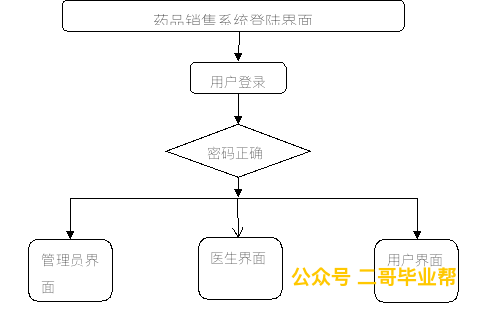 药品销售系统登陆界面
用户登录
密码正确
管理员界
面
医生界面
用户界面
公众号 二哥毕业帮